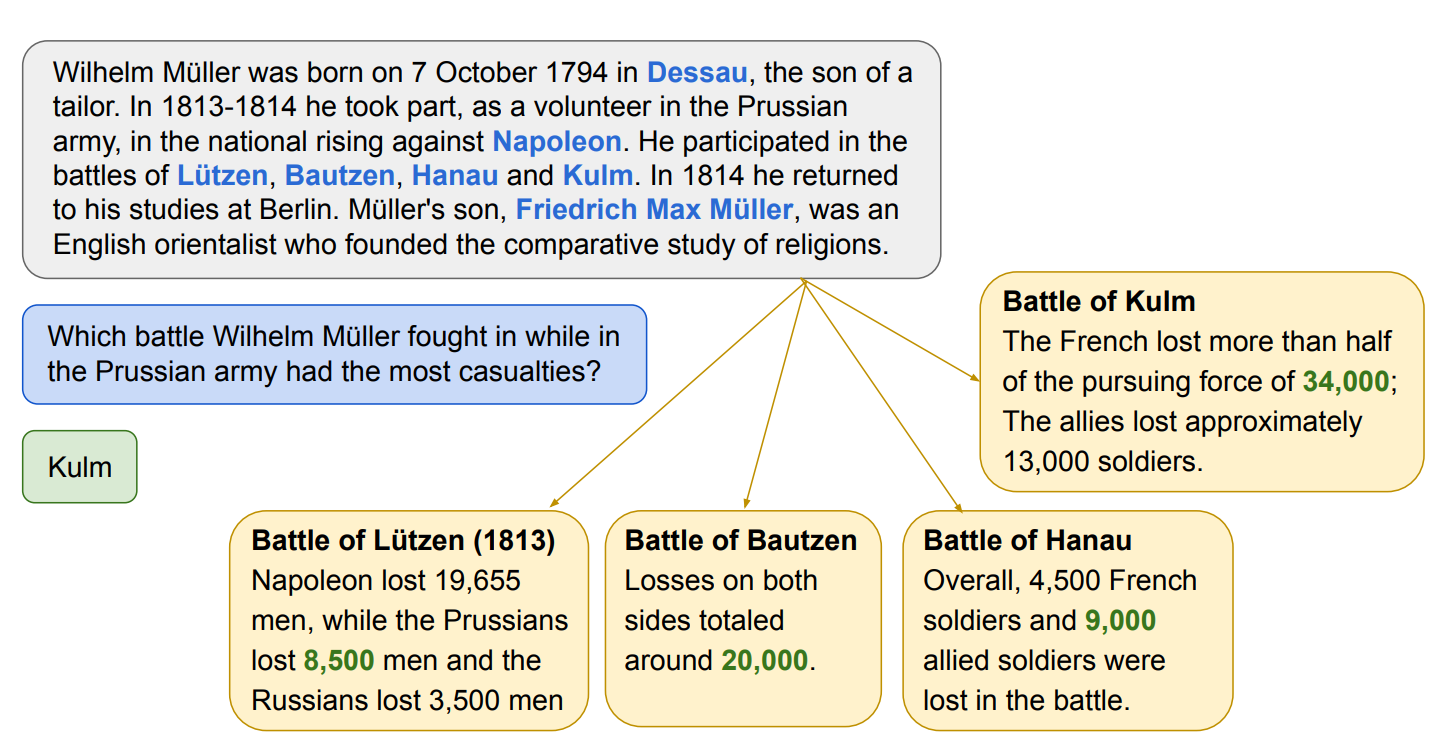 Wilhelm Müller was born on 7 October 1794 in Dessau, the son of a
tailor. In 1813-1814 he took part, as a volunteer in the Prussian
army, in the national rising against Napoleon. He participated in the
battles of Lützen, Bautzen, Hanau and Kulm. In 1814 he returned
to his studies at Berlin. Müller's son, Friedrich Max Müller, was an
English orientalist who founded the comparative study of religions.
Which battle Wilhelm Müller fought in while in
the Prussian army had the most casualties?
Kulm
Battle of Kulm
The French lost more than half
of the pursuing force of 34,000;
The allies lost approximately
13,000 soldiers.
Battle of Lützen (1813)
Napoleon lost 19,655
men, while the Prussians
lost 8,500 men and the
Russians lost 3,500 men
Battle of Bautzen
Losses on both
sides totaled
around 20,000.
Battle of Hanau
Overall, 4,500 French
soldiers and 9,000
allied soldiers were
lost in the battle.